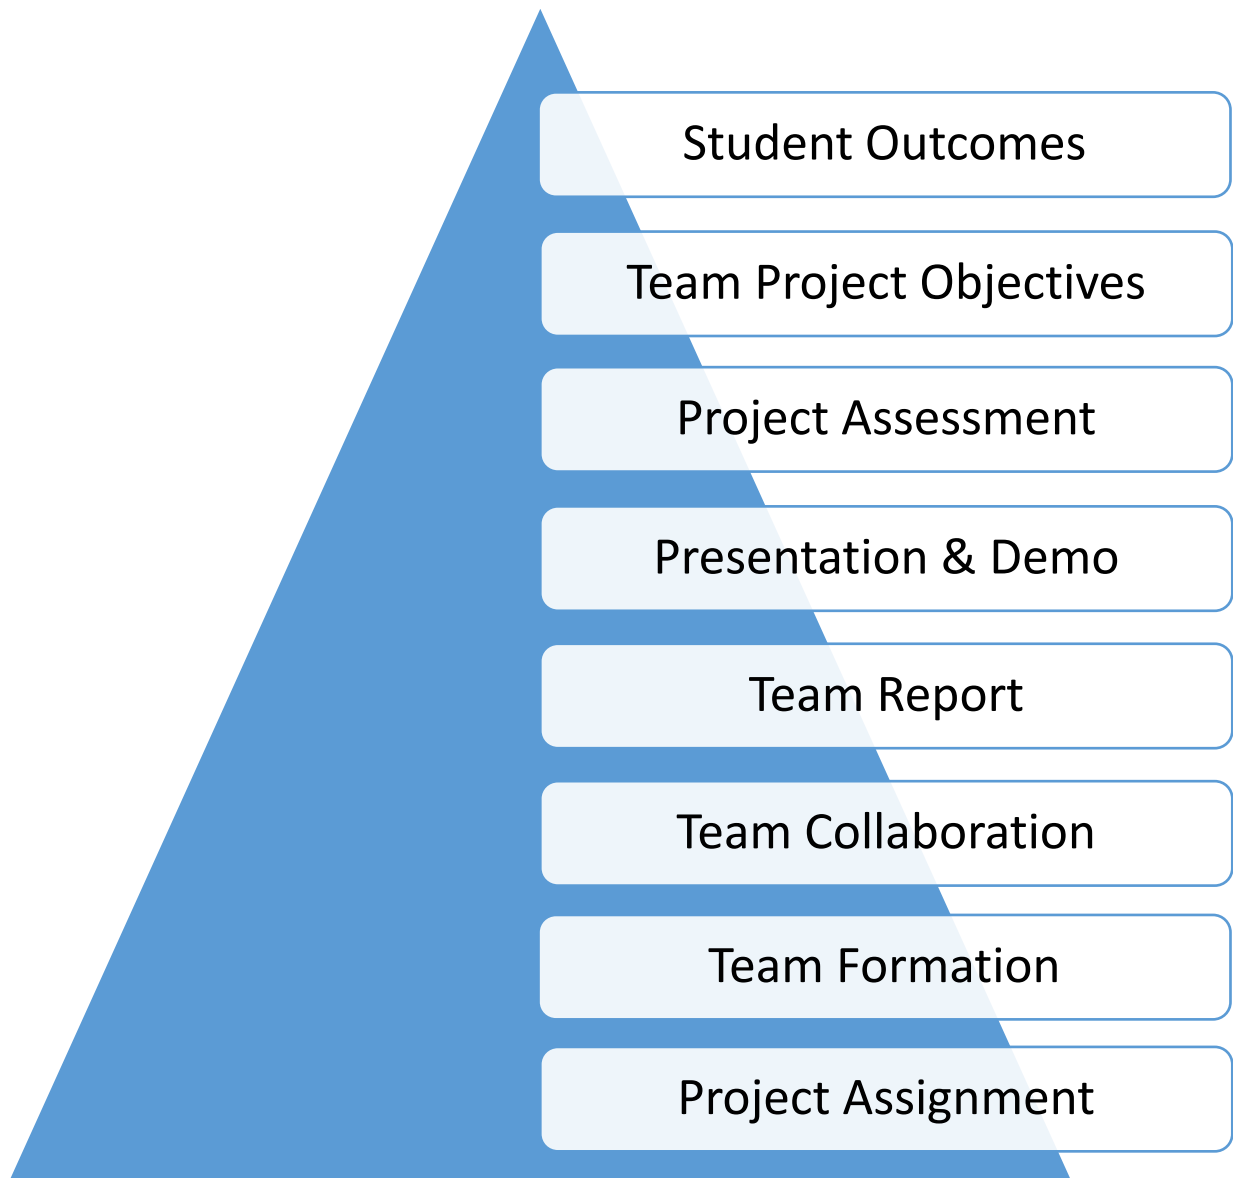 Student Outcomes
Team Project Objectives
Project Assessment
Presentation & Demo
Team Report
Team Collaboration
Team Formation
Project Assignment